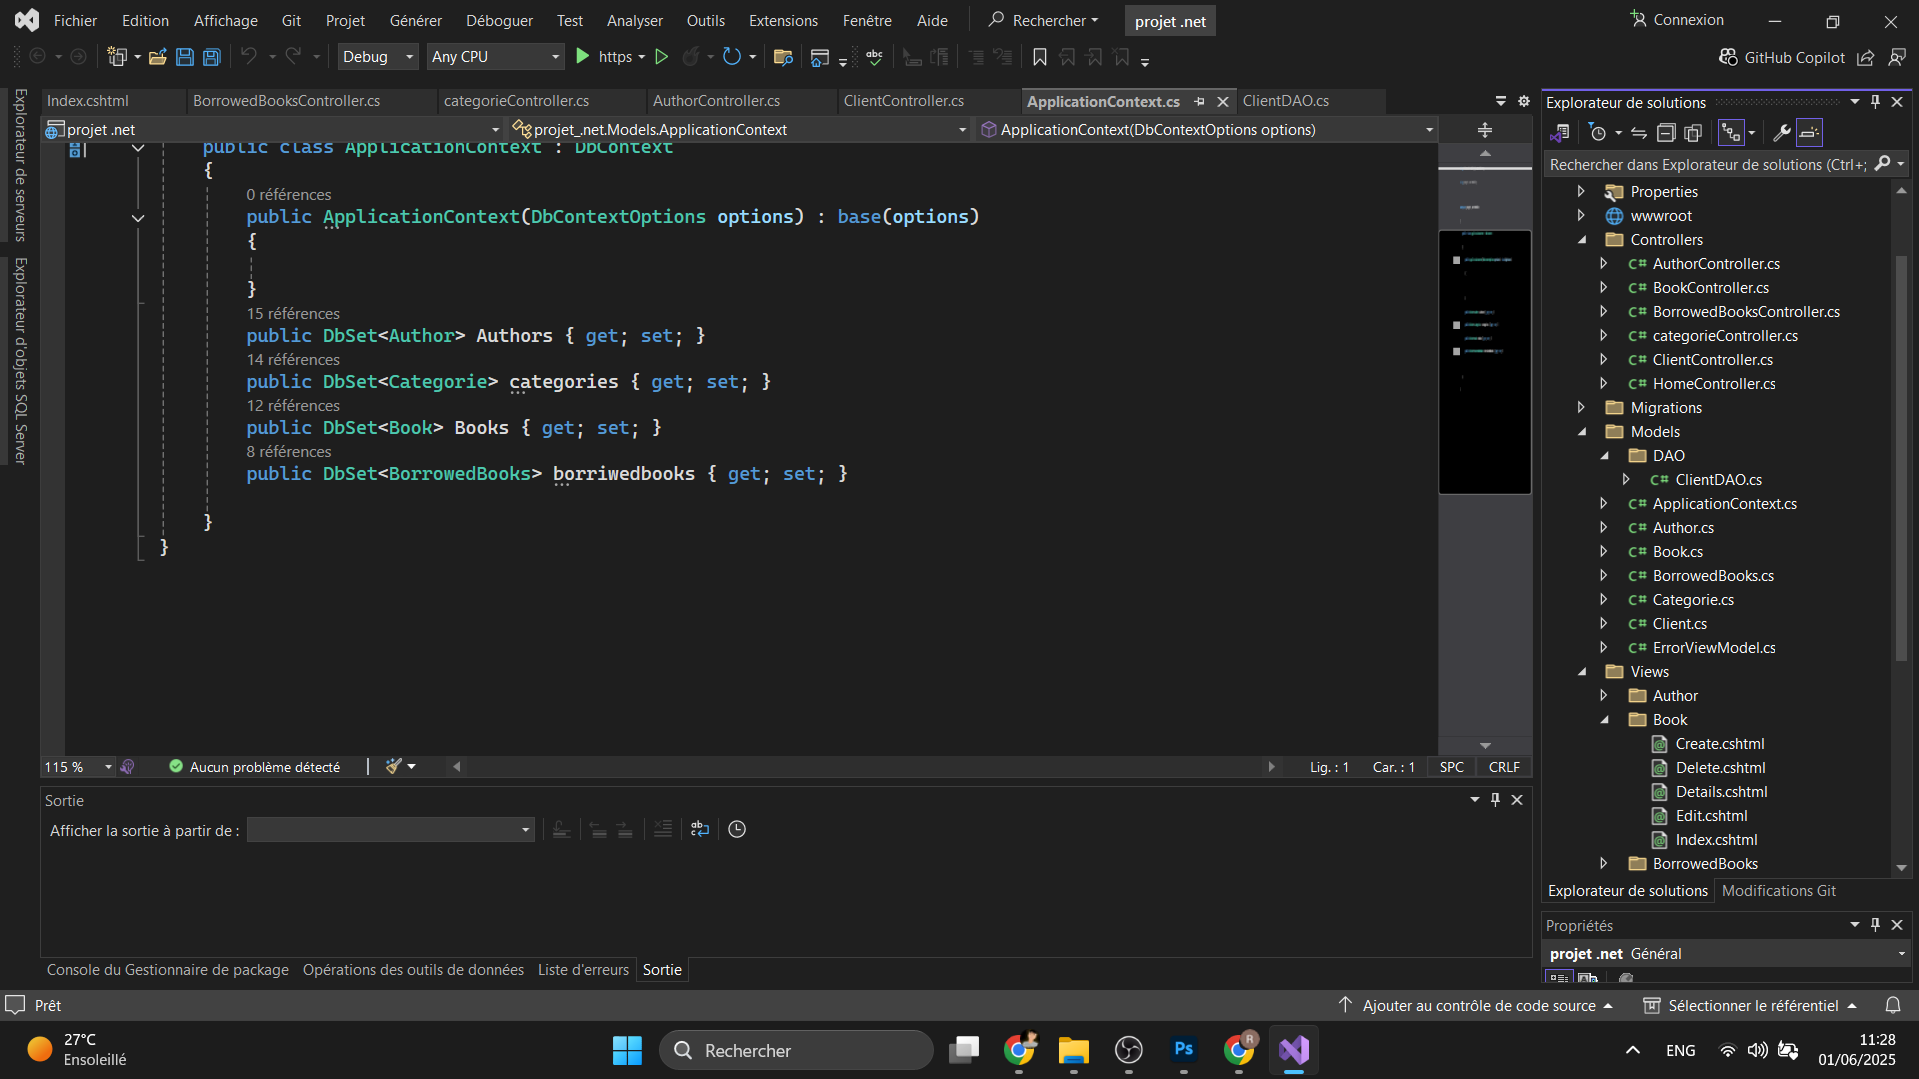 Fichier Edition Affichage Git Projet Générer Déboguer Test Analyser Outils Extensions Fenêtre Aide Rechercher projet .net Connexion
Debug Any CPU https abc GitHub Copilot
Explorateur de serveurs
Explorateur d'objets SQL Server
Index.cshtml BorrowedBooksController.cs categorieController.cs AuthorController.cs ClientController.cs ApplicationContext.cs ClientDAO.cs
projet .net projet_.net.Models.ApplicationContext ApplicationContext(DbContextOptions options)
public class ApplicationContext : DbContext
{
0 références
public ApplicationContext(DbContextOptions options) : base(options)
{
}
15 références
public DbSet<Author> Authors { get; set; }
14 références
public DbSet<Categorie> categories { get; set; }
12 références
public DbSet<Book> Books { get; set; }
8 références
public DbSet<BorrowedBooks> borriwedbooks { get; set; }
}
}
115 % Aucun problème détecté Lig. : 1 Car. : 1 SPC CRLF
Sortie
Afficher la sortie à partir de :
Console du Gestionnaire de package Opérations des outils de données Liste d'erreurs Sortie
Explorateur de solutions
Rechercher dans Explorateur de solutions (Ctrl+;
Properties
wwwroot
Controllers
C# AuthorController.cs
C# BookController.cs
C# BorrowedBooksController.cs
C# categorieController.cs
C# ClientController.cs
C# HomeController.cs
Migrations
Models
DAO
C# ClientDAO.cs
C# ApplicationContext.cs
C# Author.cs
C# Book.cs
C# BorrowedBooks.cs
C# Categorie.cs
C# Client.cs
C# ErrorViewModel.cs
Views
Author
Book
Create.cshtml
Delete.cshtml
Details.cshtml
Edit.cshtml
Index.cshtml
BorrowedBooks
Explorateur de solutions Modifications Git
Propriétés
projet .net Général
Prêt Ajouter au contrôle de code source Sélectionner le référentiel
27°C
Ensoleillé
Rechercher
Ps
R
ENG
11:28
01/06/2025